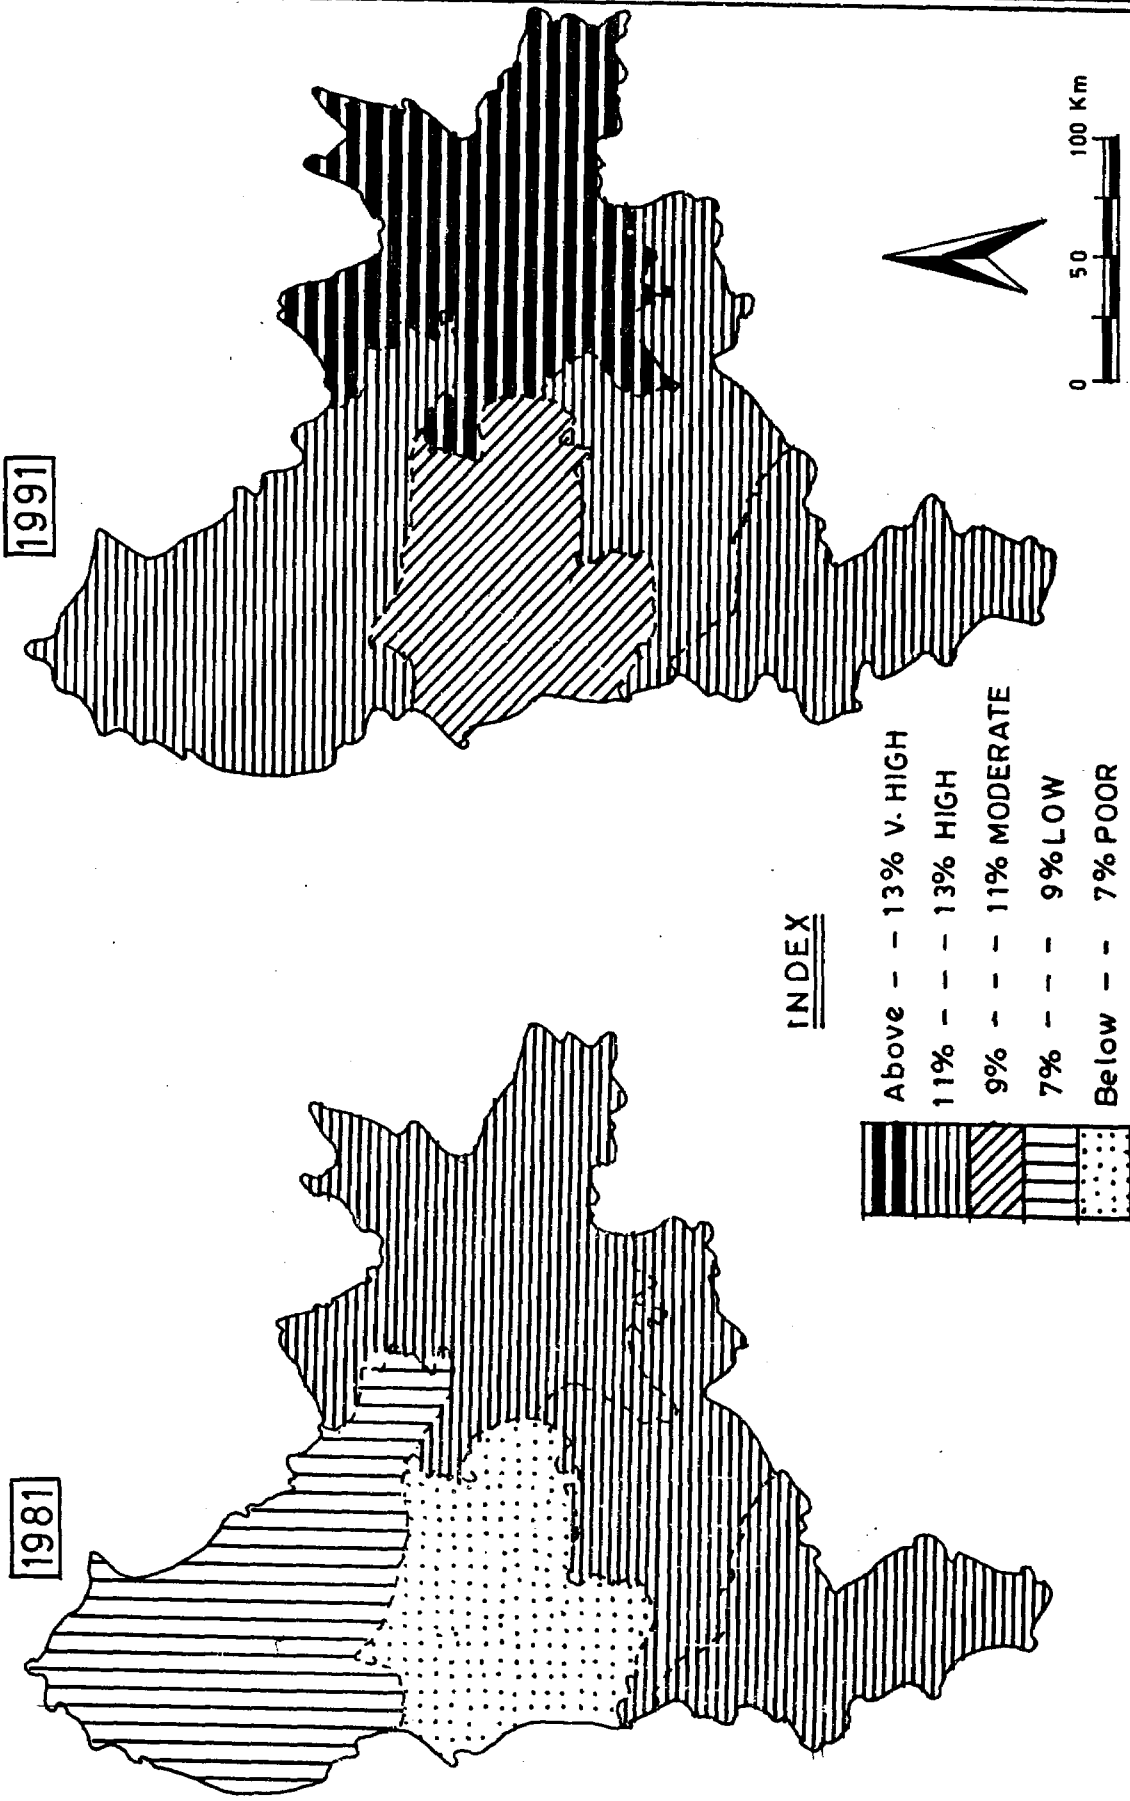 1981
1991
INDEX
Above - - 13% V. HIGH
11% - - - 13% HIGH
9% - - - 11% MODERATE
7% - - - 9% LOW
Below - - 7% POOR
0 50 100 Km